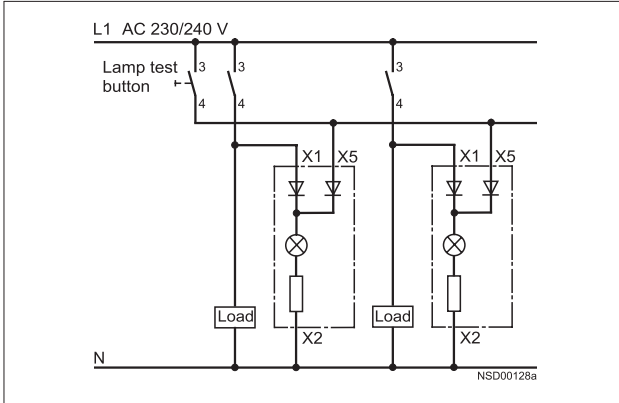 L1 AC 230/240 V
Lamp test
button
3
4
3
4
3
4
X1
X5
X1
X5
Load
Load
X2
X2
N
NSD00128a